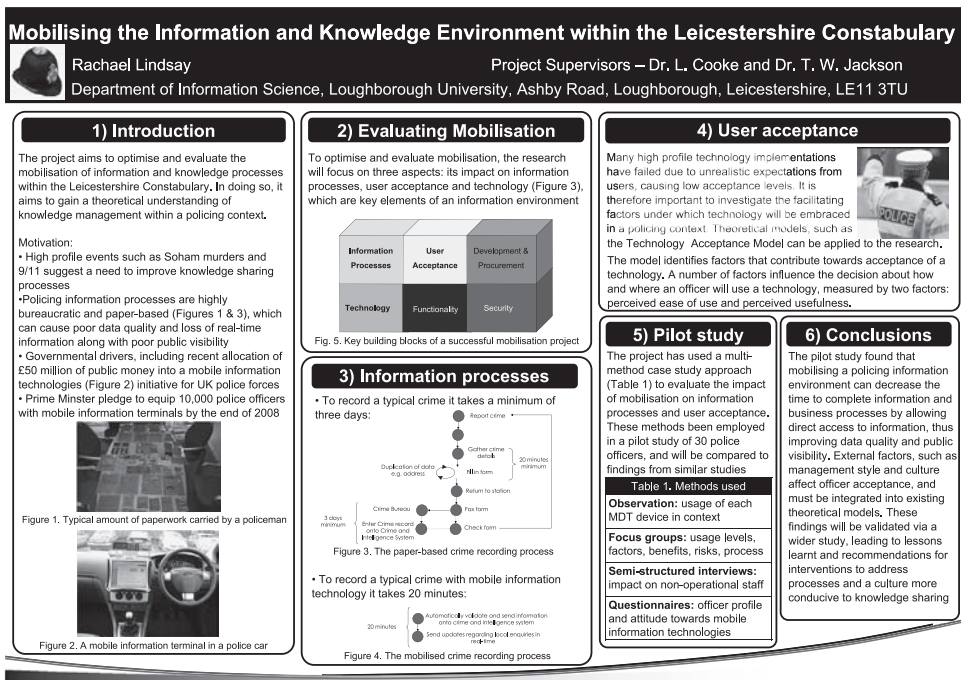 Mobilising the Information and Knowledge Environment within the Leicestershire Constabulary
Rachael Lindsay
Project Supervisors – Dr. L. Cooke and Dr. T. W. Jackson
Department of Information Science, Loughborough University, Ashby Road, Loughborough, Leicestershire, LE11 3TU
1) Introduction
The project aims to optimise and evaluate the
mobilisation of information and knowledge processes
within the Leicestershire Constabulary. In doing so, it
aims to gain a theoretical understanding of
knowledge management within a policing context.
Motivation:
• High profile events such as Soham murders and
9/11 suggest a need to improve knowledge sharing
processes
•Policing information processes are highly
bureaucratic and paper-based (Figures 1 & 3), which
can cause poor data quality and loss of real-time
information along with poor public visibility
• Governmental drivers, including recent allocation of
£50 million of public money into a mobile information
technologies (Figure 2) initiative for UK police forces
• Prime Minster pledge to equip 10,000 police officers
with mobile information terminals by the end of 2008
Figure 1. Typical amount of paperwork carried by a policeman
Figure 2. A mobile information terminal in a police car
2) Evaluating Mobilisation
To optimise and evaluate mobilisation, the research
will focus on three aspects: its impact on information
processes, user acceptance and technology (Figure 3),
which are key elements of an information environment
Information
Processes
User
Acceptance
Development &
Procurement
Technology
Functionality
Security
Fig. 5. Key building blocks of a successful mobilisation project
3) Information processes
• To record a typical crime it takes a minimum of
three days:
Report crime
Gather crime
details
20 minutes
minimum
Duplication of data
e.g. address
Fill in form
Return to station
Crime Bureau
Fax form
3 days
minimum
Enter Crime record
onto Crime and
Intelligence System
Check form
Figure 3. The paper-based crime recording process
• To record a typical crime with mobile information
technology it takes 20 minutes:
20 minutes
Automatically validate and send information
onto crime and intelligence system
Send updates regarding local enquiries in
real-time
Figure 4. The mobilised crime recording process
4) User acceptance
Many high profile technology implementations
have failed due to unrealistic expectations from
users, causing low acceptance levels. It is
therefore important to investigate the facilitating
factors under which technology will be embraced
in a policing context. Theoretical models, such as
the Technology Acceptance Model can be applied to the research.
The model identifies factors that contribute towards acceptance of a
technology. A number of factors influence the decision about how
and where an officer will use a technology, measured by two factors:
perceived ease of use and perceived usefulness.
POLICE
5) Pilot study
The project has used a multi-
method case study approach
(Table 1) to evaluate the impact
of mobilisation on information
processes and user acceptance.
These methods been employed
in a pilot study of 30 police
officers, and will be compared to
findings from similar studies
Table 1. Methods used
Observation: usage of each
MDT device in context
Focus groups: usage levels,
factors, benefits, risks, process
Semi-structured interviews:
impact on non-operational staff
Questionnaires: officer profile
and attitude towards mobile
information technologies
6) Conclusions
The pilot study found that
mobilising a policing information
environment can decrease the
time to complete information and
business processes by allowing
direct access to information, thus
improving data quality and public
visibility. External factors, such as
management style and culture
affect officer acceptance, and
must be integrated into existing
theoretical models. These
findings will be validated via a
wider study, leading to lessons
learnt and recommendations for
interventions to address
processes and a culture more
conducive to knowledge sharing